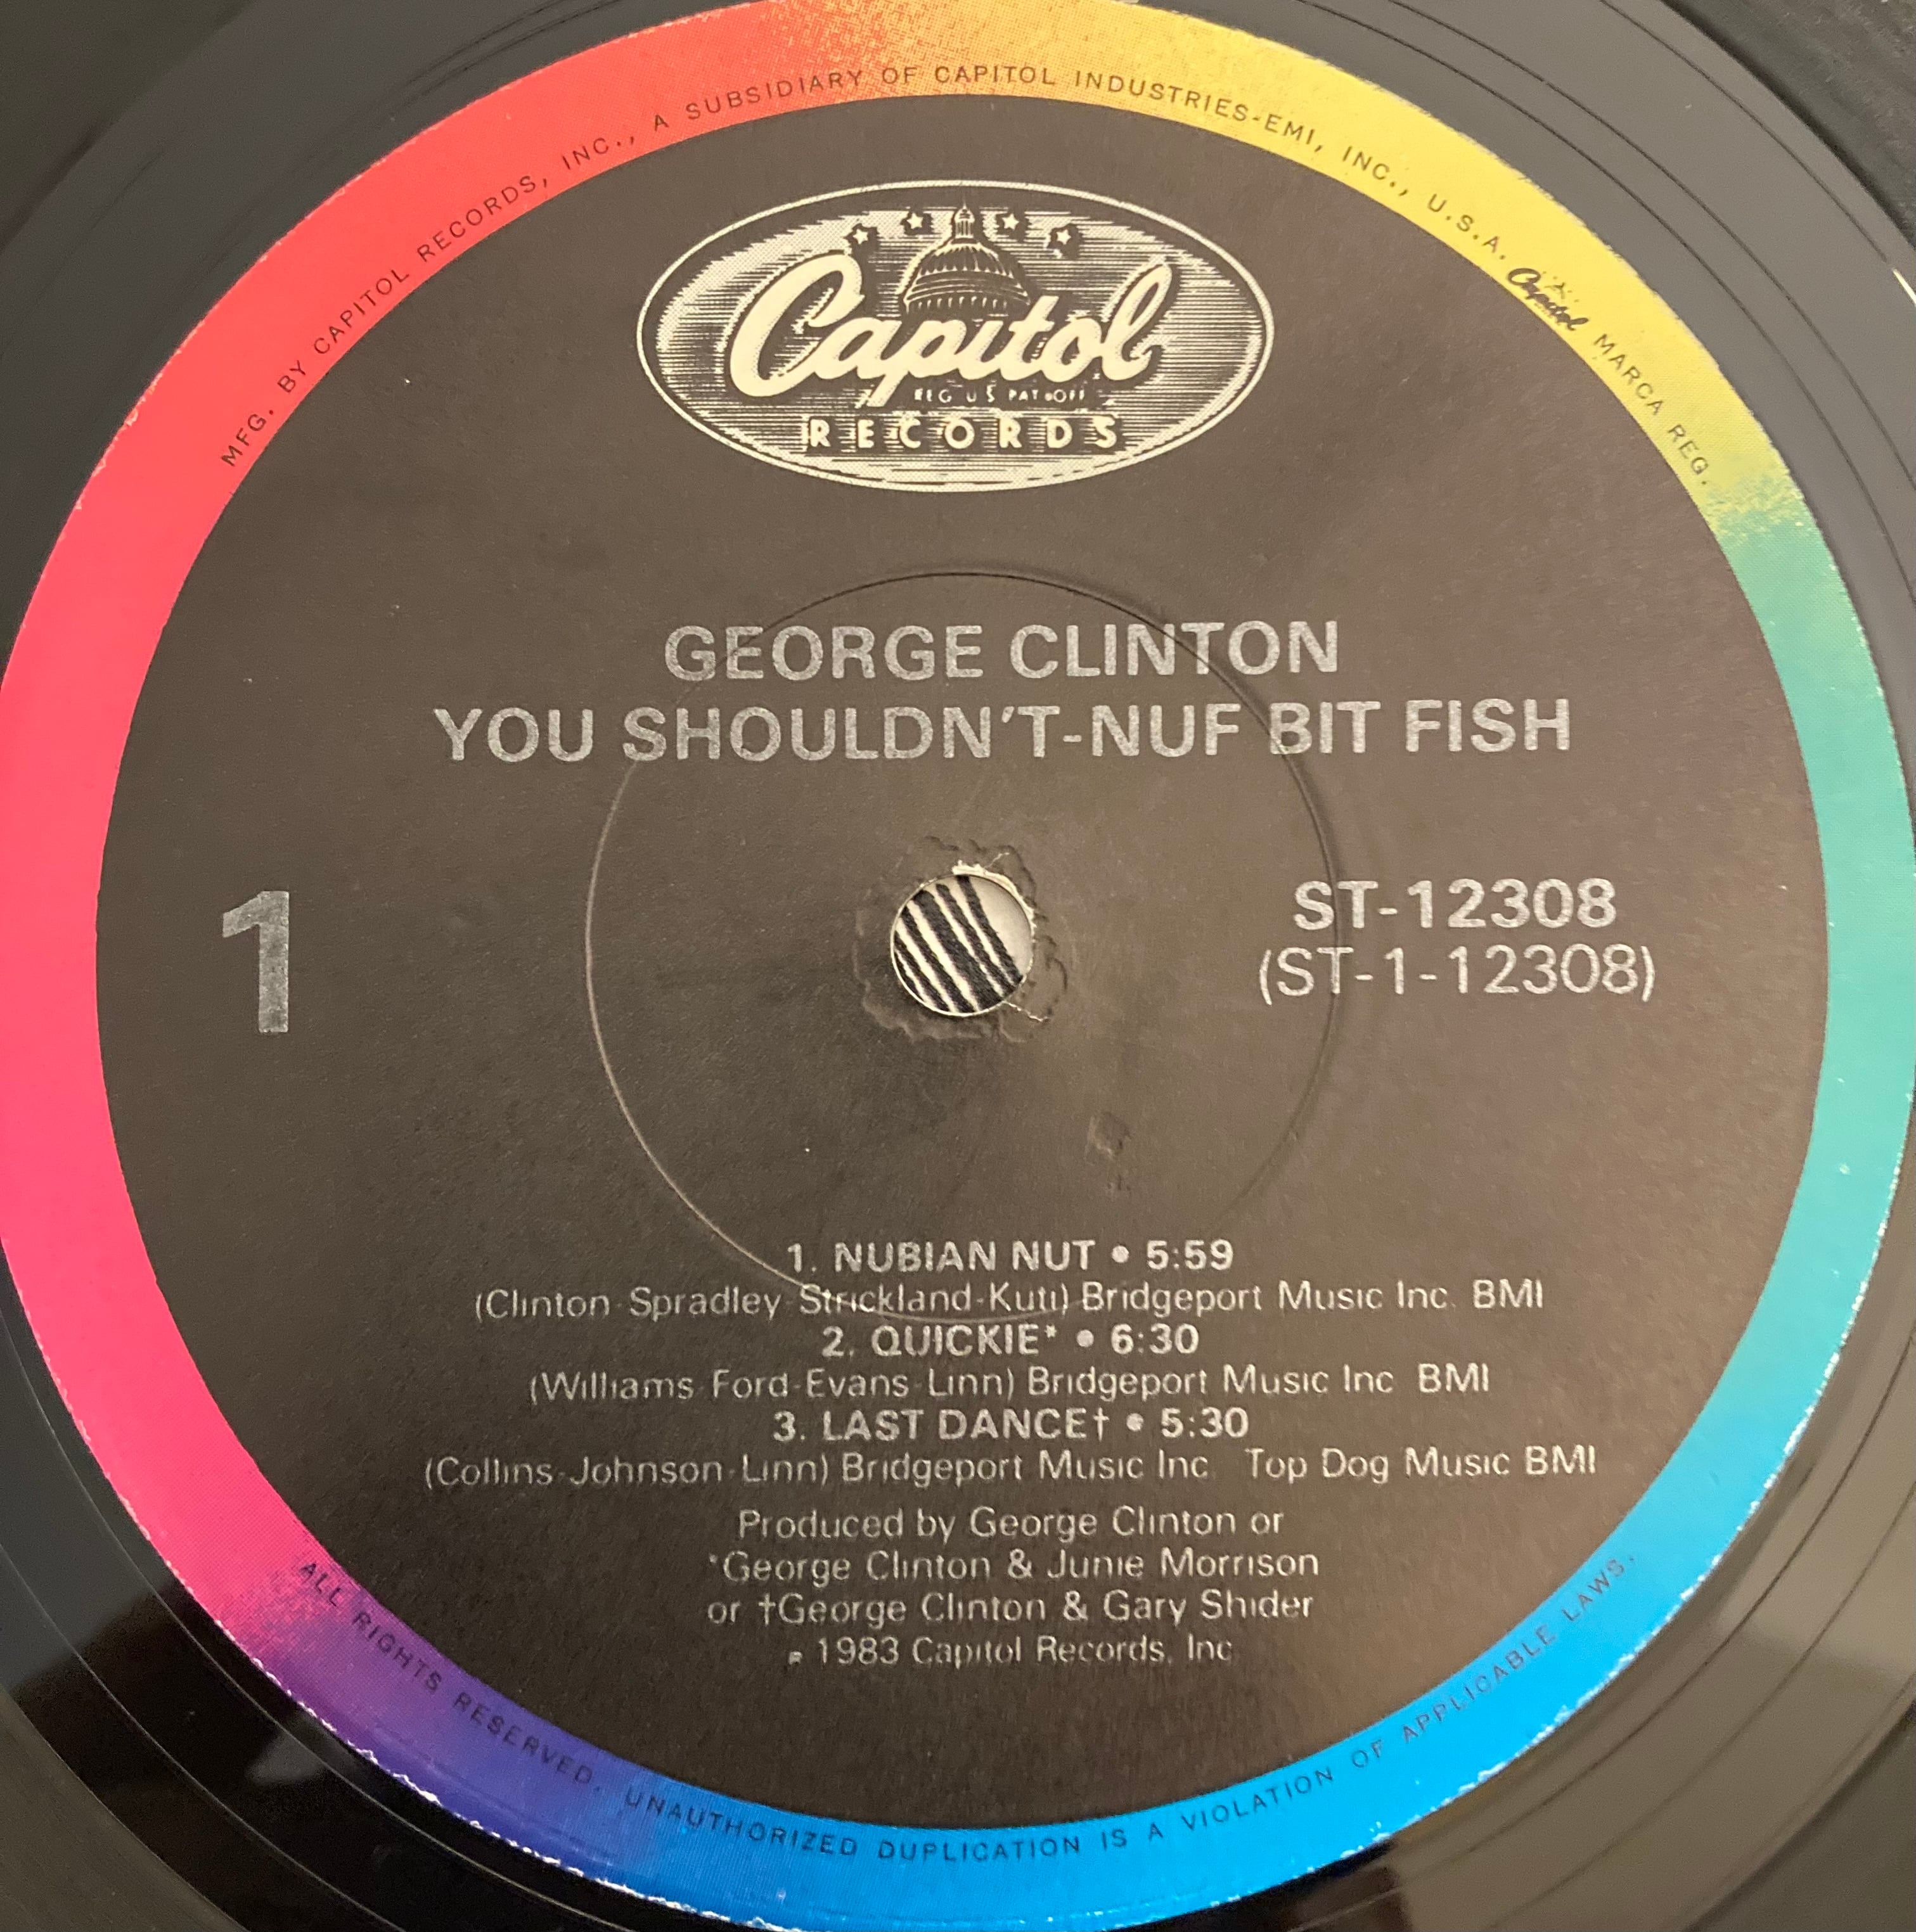 MFG. BY CAPITOL RECORDS, INC., A SUBSIDIARY OF CAPITOL INDUSTRIES-EMI, INC., U.S.A. Capitol MARCA REG.
Capitol
REG U S PAT OFF
RECORDS
GEORGE CLINTON
YOU SHOULDN'T-NUF BIT FISH
1
ST-12308
(ST-1-12308)
1. NUBIAN NUT • 5:59
(Clinton-Spradley-Strickland-Kuti) Bridgeport Music Inc. BMI
2. QUICKIE* • 6:30
(Williams-Ford-Evans-Linn) Bridgeport Music Inc BMI
3. LAST DANCE† • 5:30
(Collins-Johnson-Linn) Bridgeport Music Inc Top Dog Music BMI
Produced by George Clinton or
*George Clinton & Junie Morrison
or †George Clinton & Gary Shider
℗ 1983 Capitol Records, Inc
ALL RIGHTS RESERVED. UNAUTHORIZED DUPLICATION IS A VIOLATION OF APPLICABLE LAWS.